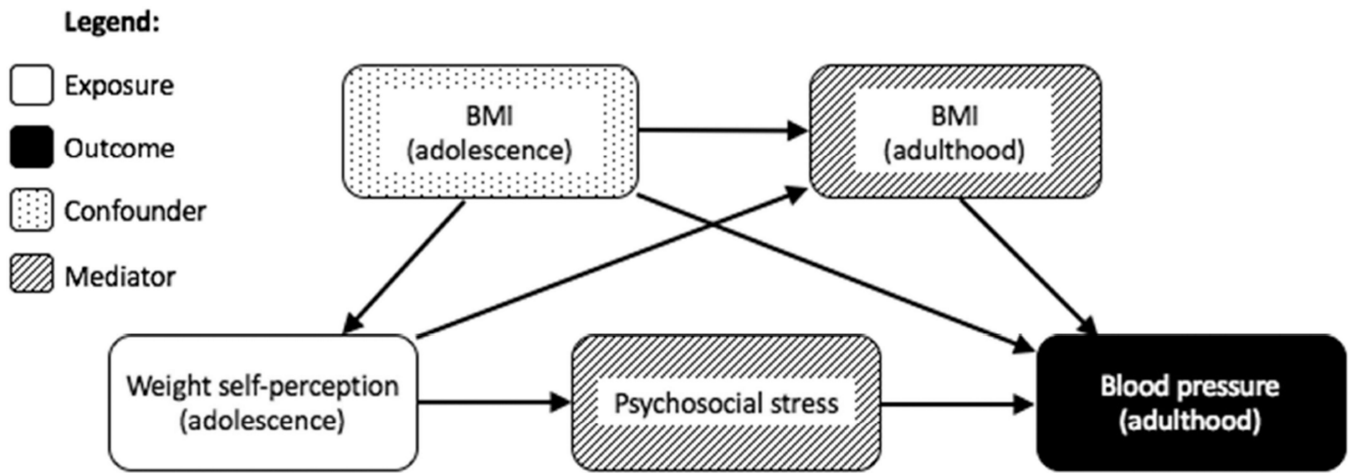 Legend:
Exposure
Outcome
Confounder
Mediator
BMI
(adolescence)
BMI
(adulthood)
Weight self-perception
(adolescence)
Psychosocial stress
Blood pressure
(adulthood)